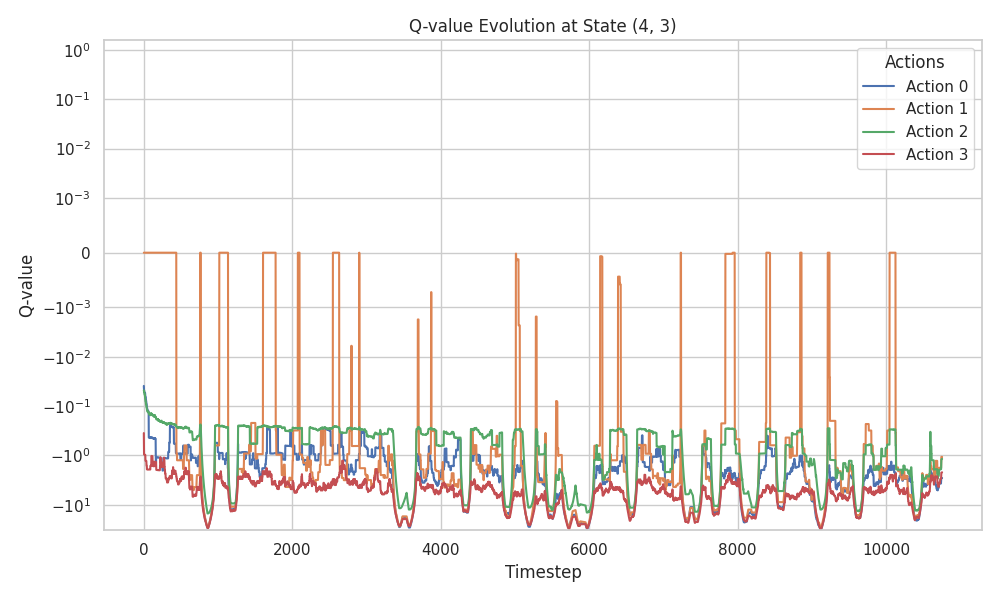 Q-value Evolution at State (4, 3)
Actions
Action 0
Action 1
Action 2
Action 3
Q-value
10⁰
10⁻¹
10⁻²
10⁻³
0
−10⁻³
−10⁻²
−10⁻¹
−10⁰
−10¹
0 2000 4000 6000 8000 10000
Timestep